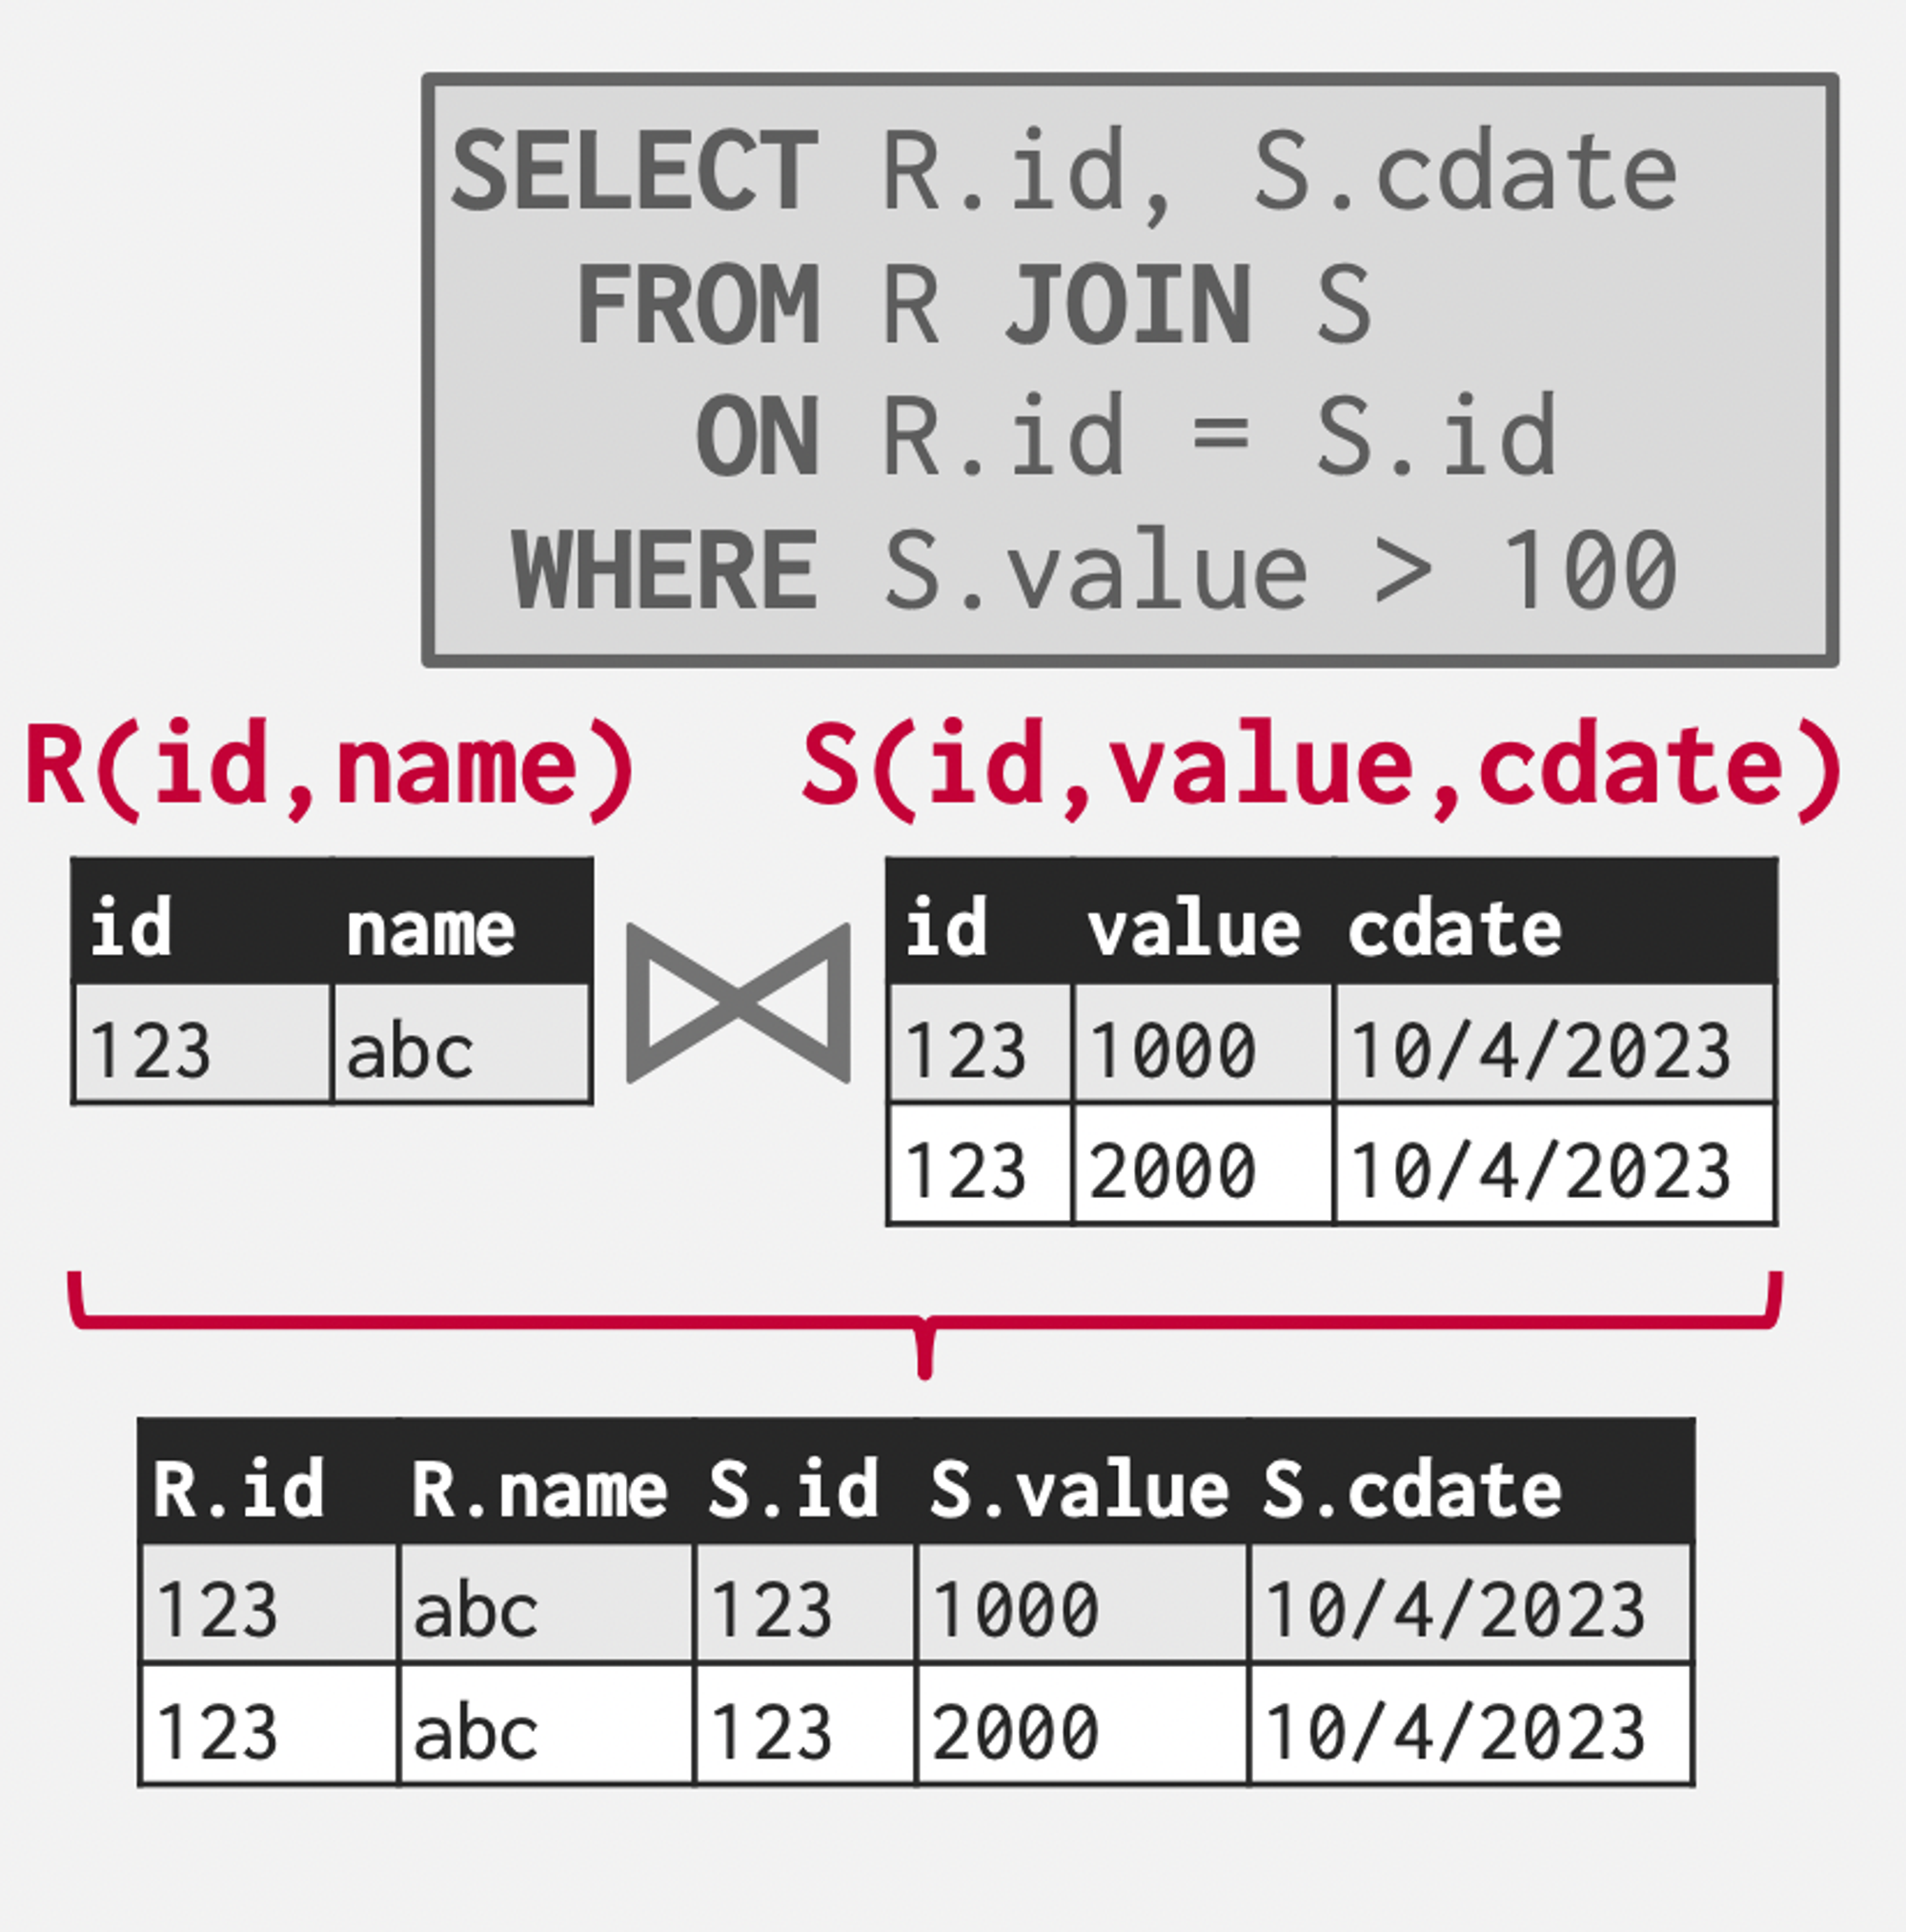 SELECT R.id, S.cdate
FROM R JOIN S
ON R.id = S.id
WHERE S.value > 100
R(id,name) S(id,value,cdate)
id name id value cdate
123 abc 123 1000 10/4/2023
123 2000 10/4/2023
R.id R.name S.id S.value S.cdate
123 abc 123 1000 10/4/2023
123 abc 123 2000 10/4/2023